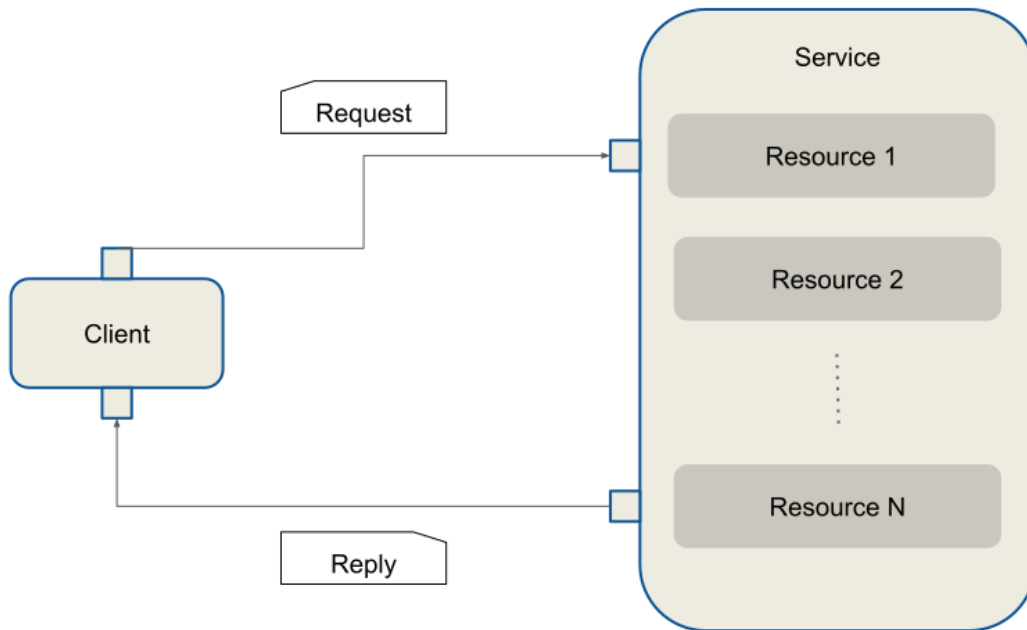 Service
Request
Resource 1
Resource 2
Client
Resource N
Reply